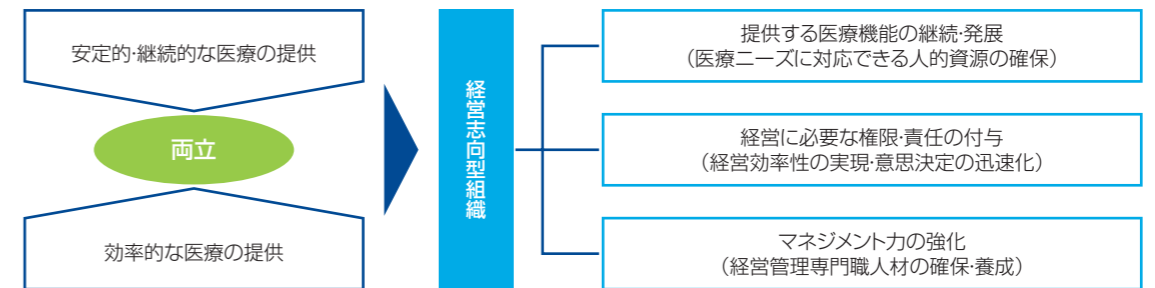 安定的・継続的な医療の提供
両立
効率的な医療の提供
経営志向型組織
提供する医療機能の継続・発展
（医療ニーズに対応できる人的資源の確保）
経営に必要な権限・責任の付与
（経営効率性の実現・意思決定の迅速化）
マネジメント力の強化
（経営管理専門職人材の確保・養成）